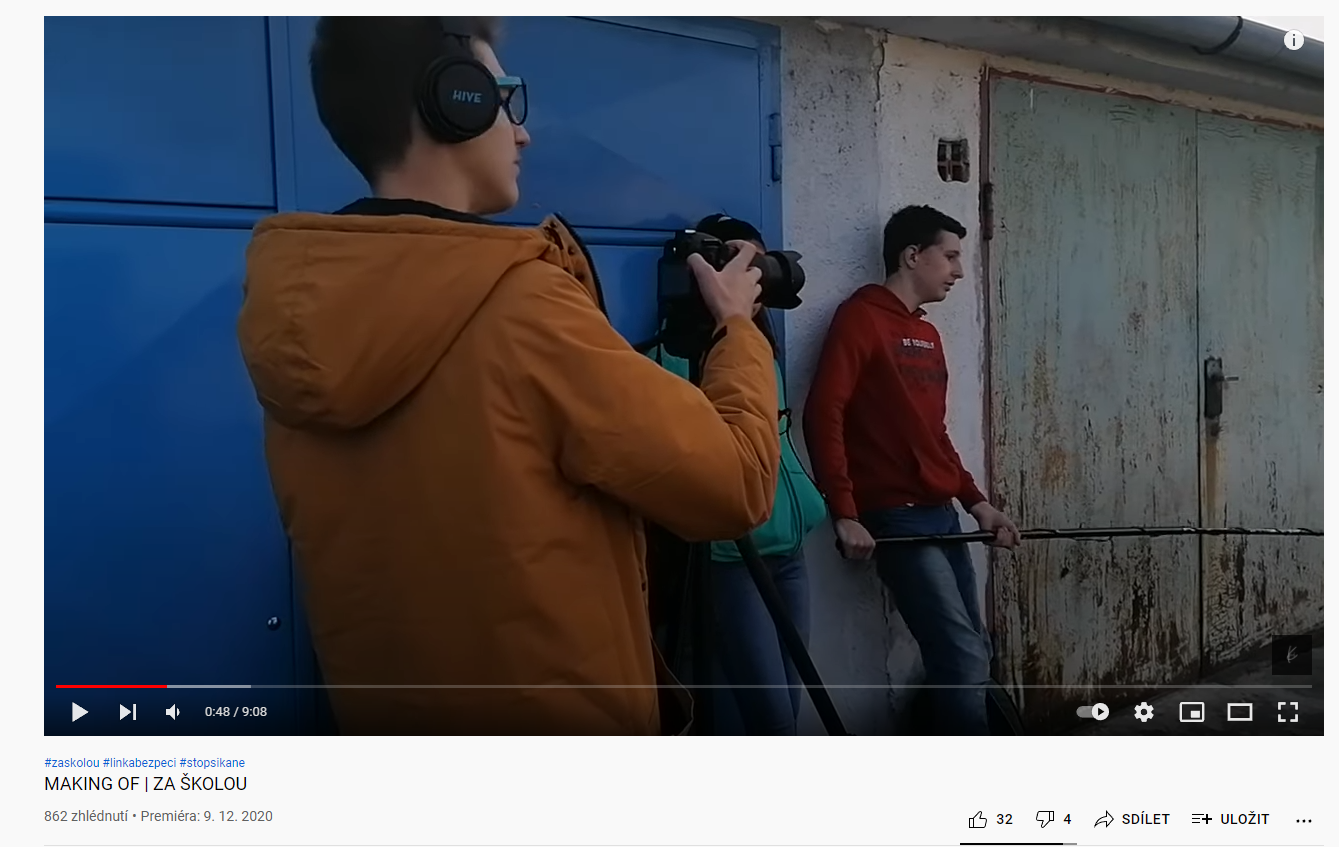 HIVE
BE YOURSELF
0:48 / 9:08
#zaskolou #linkabezpeci #stopsikane
MAKING OF | ZA ŠKOLOU
862 zhlédnutí • Premiéra: 9. 12. 2020
32 4 SDÍLET ULOŽIT